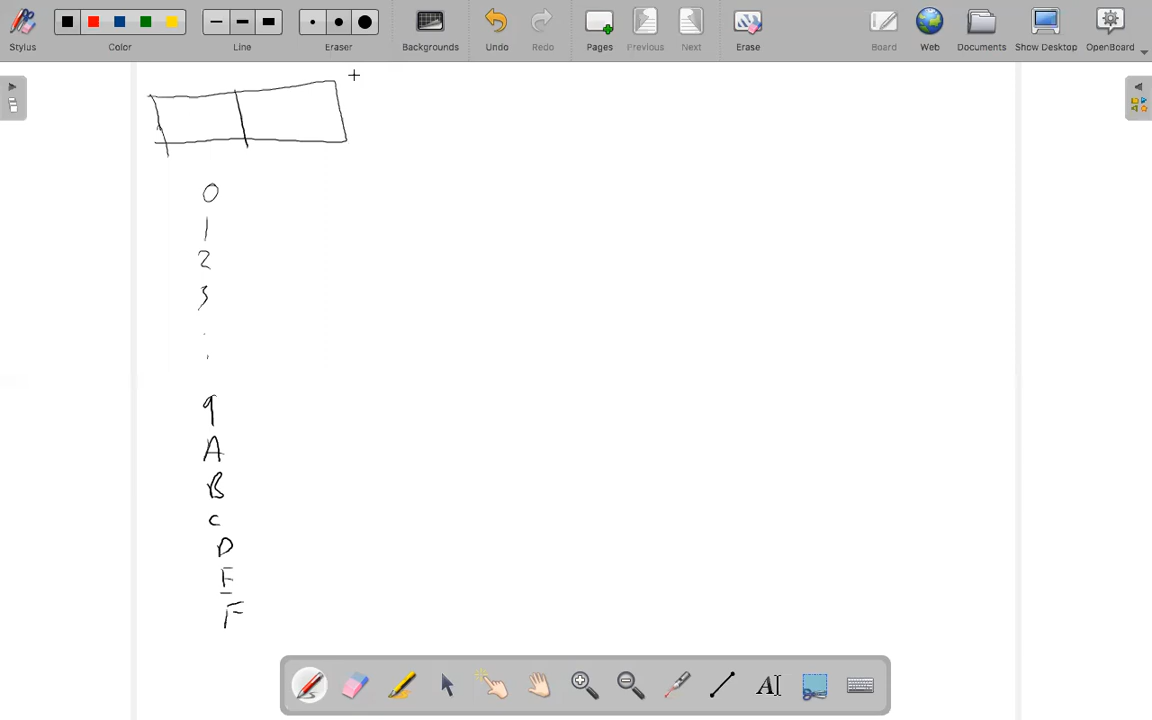 Stylus Color Line Eraser Backgrounds Undo Redo Pages Previous Next Erase Board Web Documents Show Desktop OpenBoard
0
1
2
3
.
.
9
A
B
C
D
E
F
A